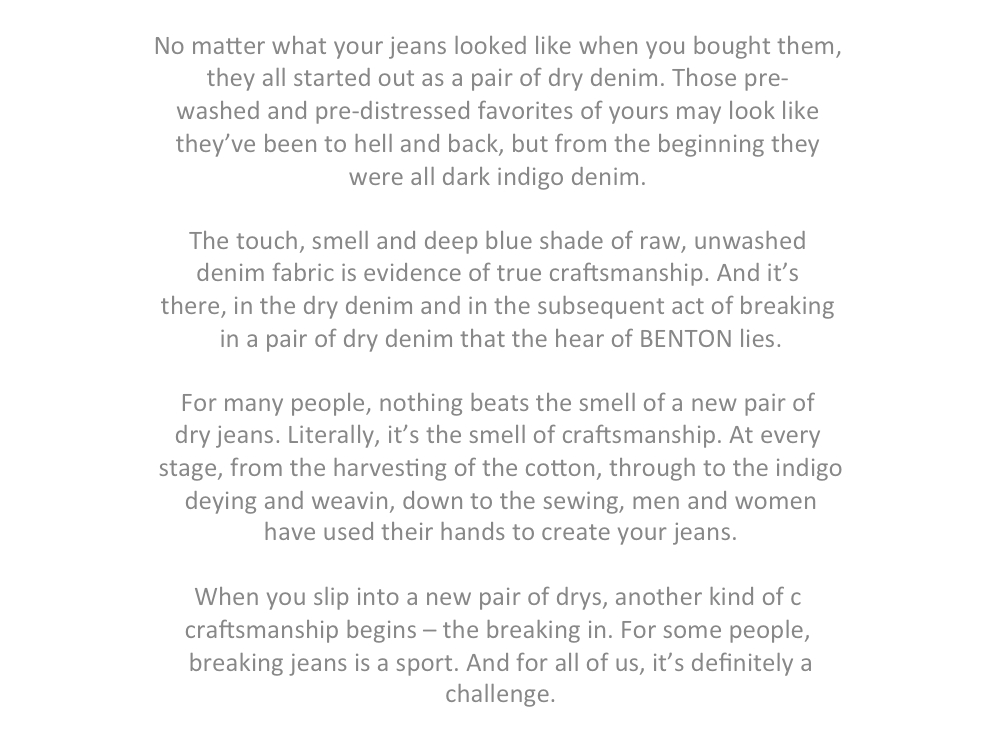 No matter what your jeans looked like when you bought them,
they all started out as a pair of dry denim. Those pre-
washed and pre-distressed favorites of yours may look like
they’ve been to hell and back, but from the beginning they
were all dark indigo denim.
The touch, smell and deep blue shade of raw, unwashed
denim fabric is evidence of true craftsmanship. And it’s
there, in the dry denim and in the subsequent act of breaking
in a pair of dry denim that the hear of BENTON lies.
For many people, nothing beats the smell of a new pair of
dry jeans. Literally, it’s the smell of craftsmanship. At every
stage, from the harvesting of the cotton, through to the indigo
deying and weavin, down to the sewing, men and women
have used their hands to create your jeans.
When you slip into a new pair of drys, another kind of c
craftsmanship begins – the breaking in. For some people,
breaking jeans is a sport. And for all of us, it’s definitely a
challenge.